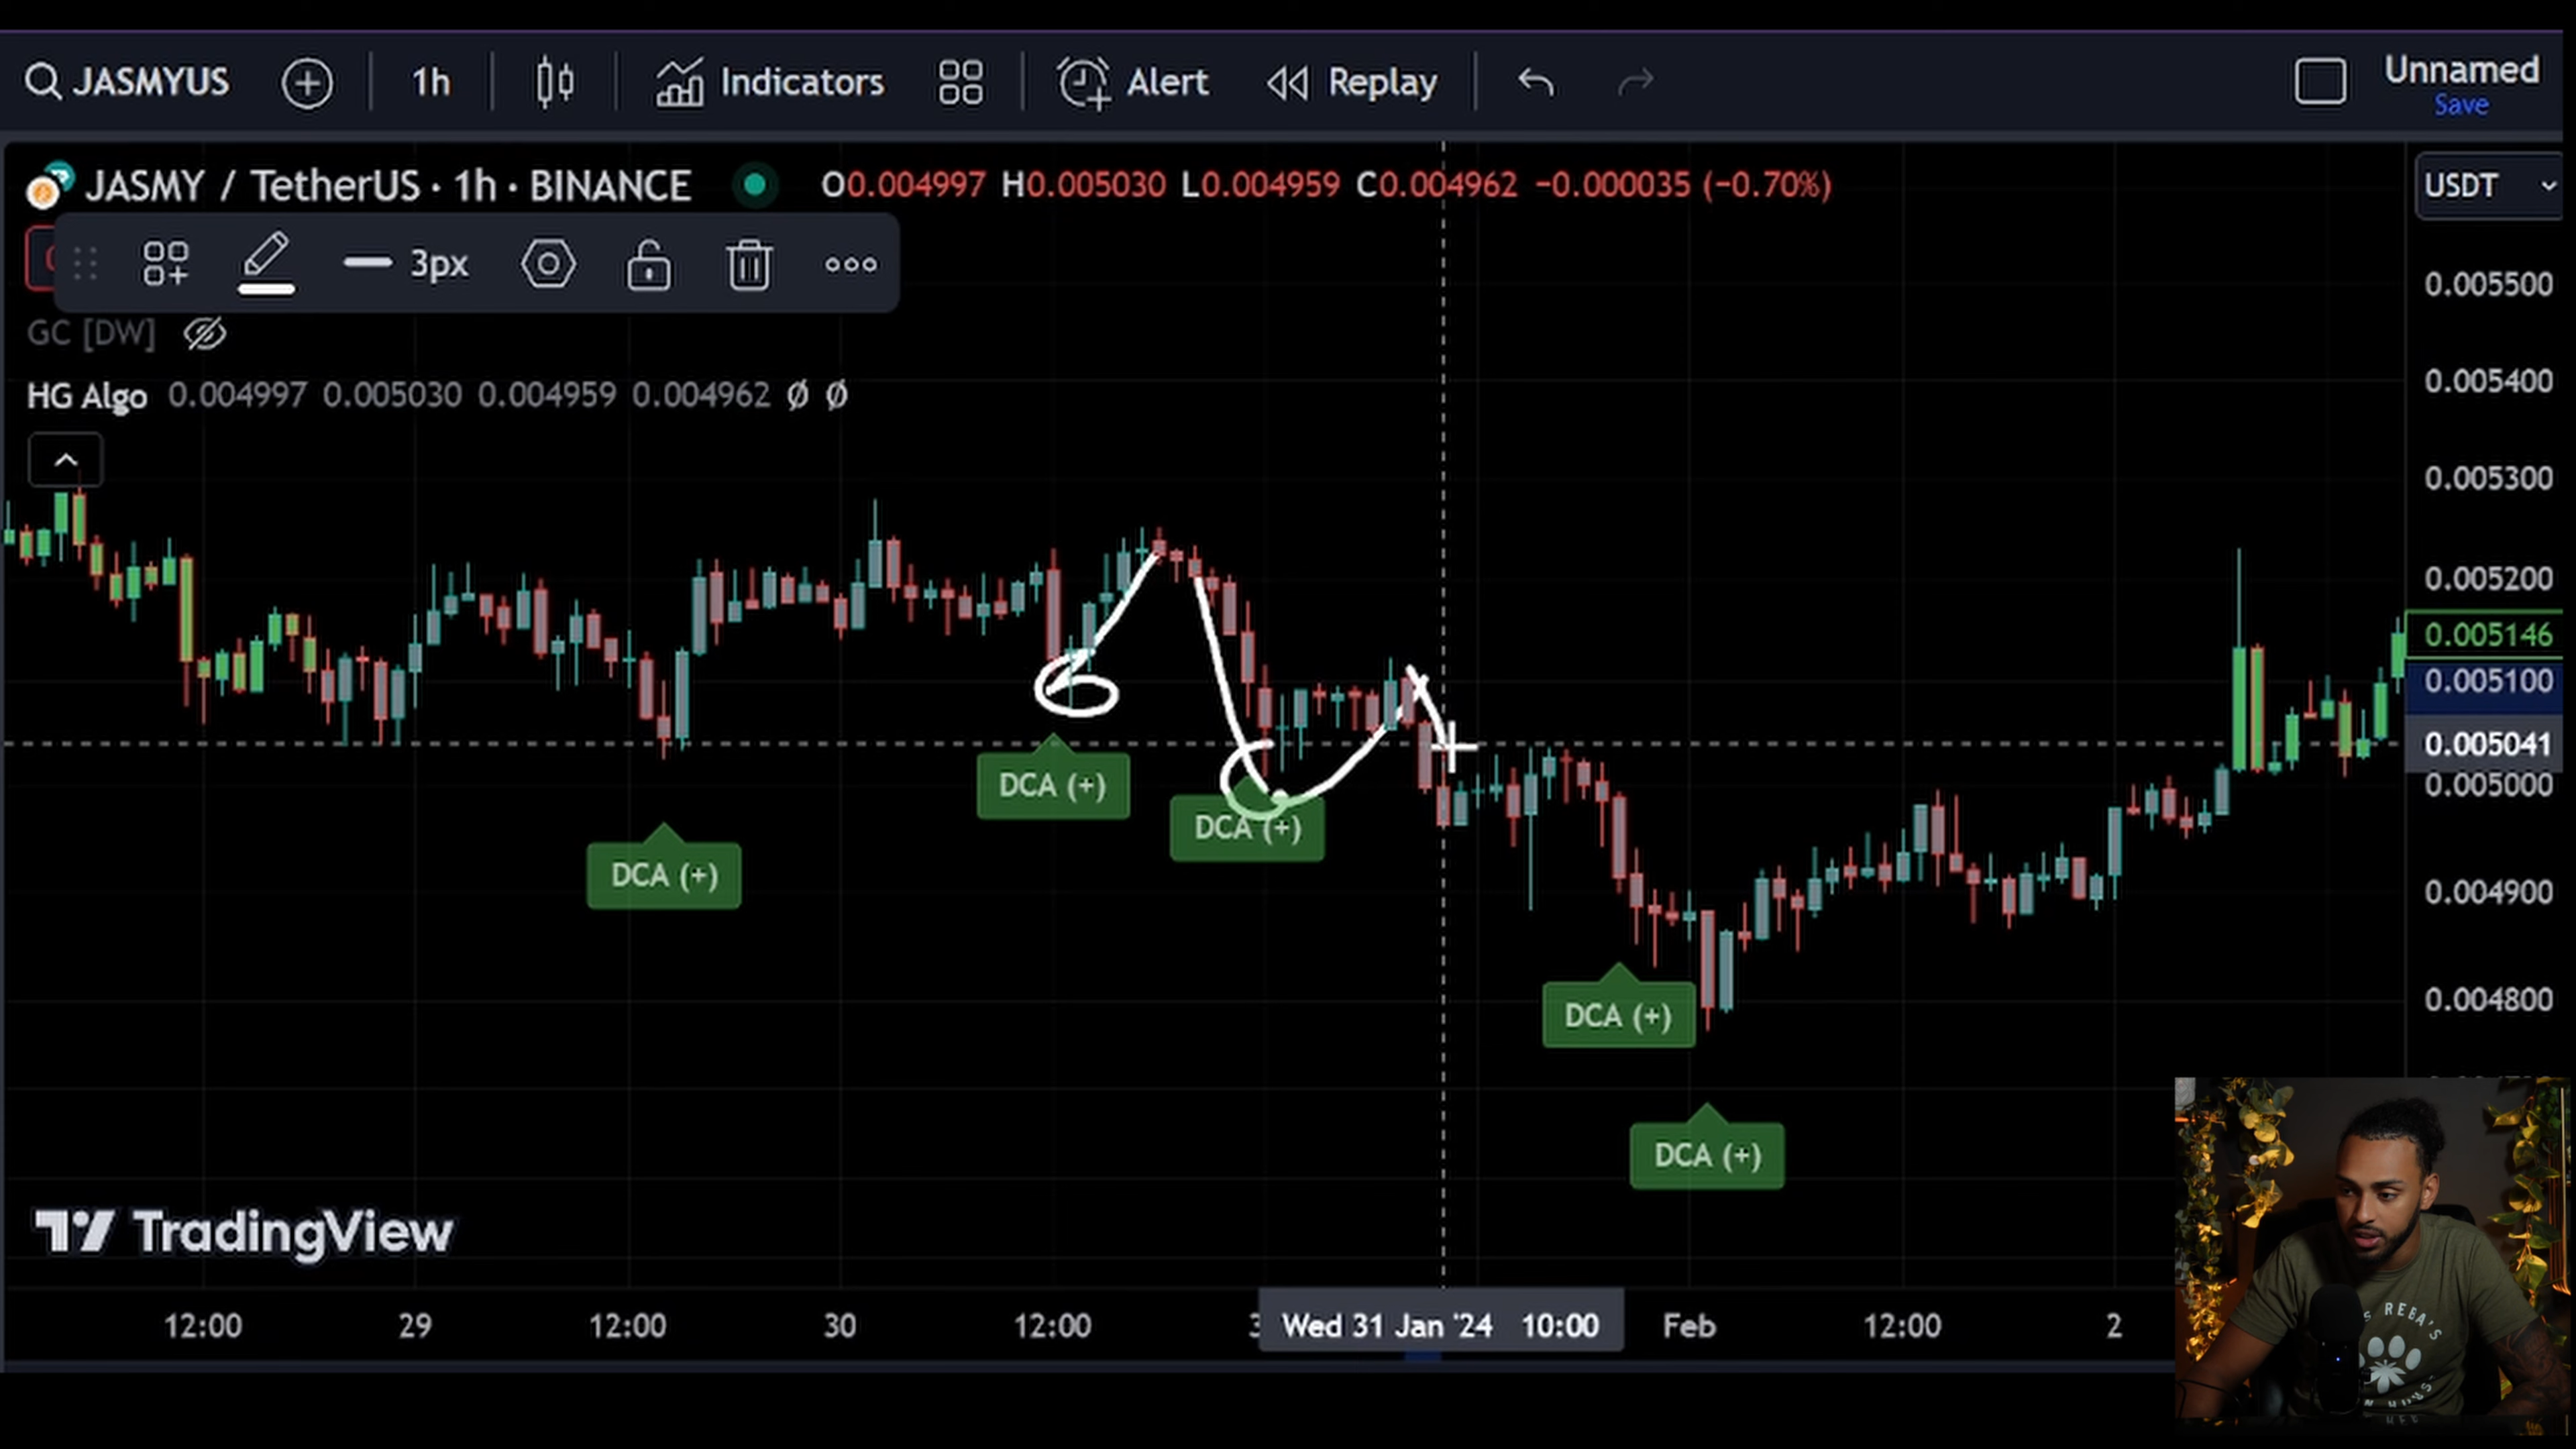 JASMYUS 1h Indicators Alert Replay Unnamed
Save
JASMY / TetherUS · 1h · BINANCE O0.004997 H0.005030 L0.004959 C0.004962 −0.000035 (−0.70%) USDT
3px
GC [DW]
HG Algo 0.004997 0.005030 0.004959 0.004962 Ø Ø
0.005500
0.005400
0.005300
0.005200
0.005146
0.005100
0.005041
0.005000
0.004900
0.004800
DCA (+)
DCA (+)
DCA (+)
DCA (+)
DCA (+)
TradingView
12:00 29 12:00 30 12:00 Wed 31 Jan '24 10:00 Feb 12:00 2
REBA'S